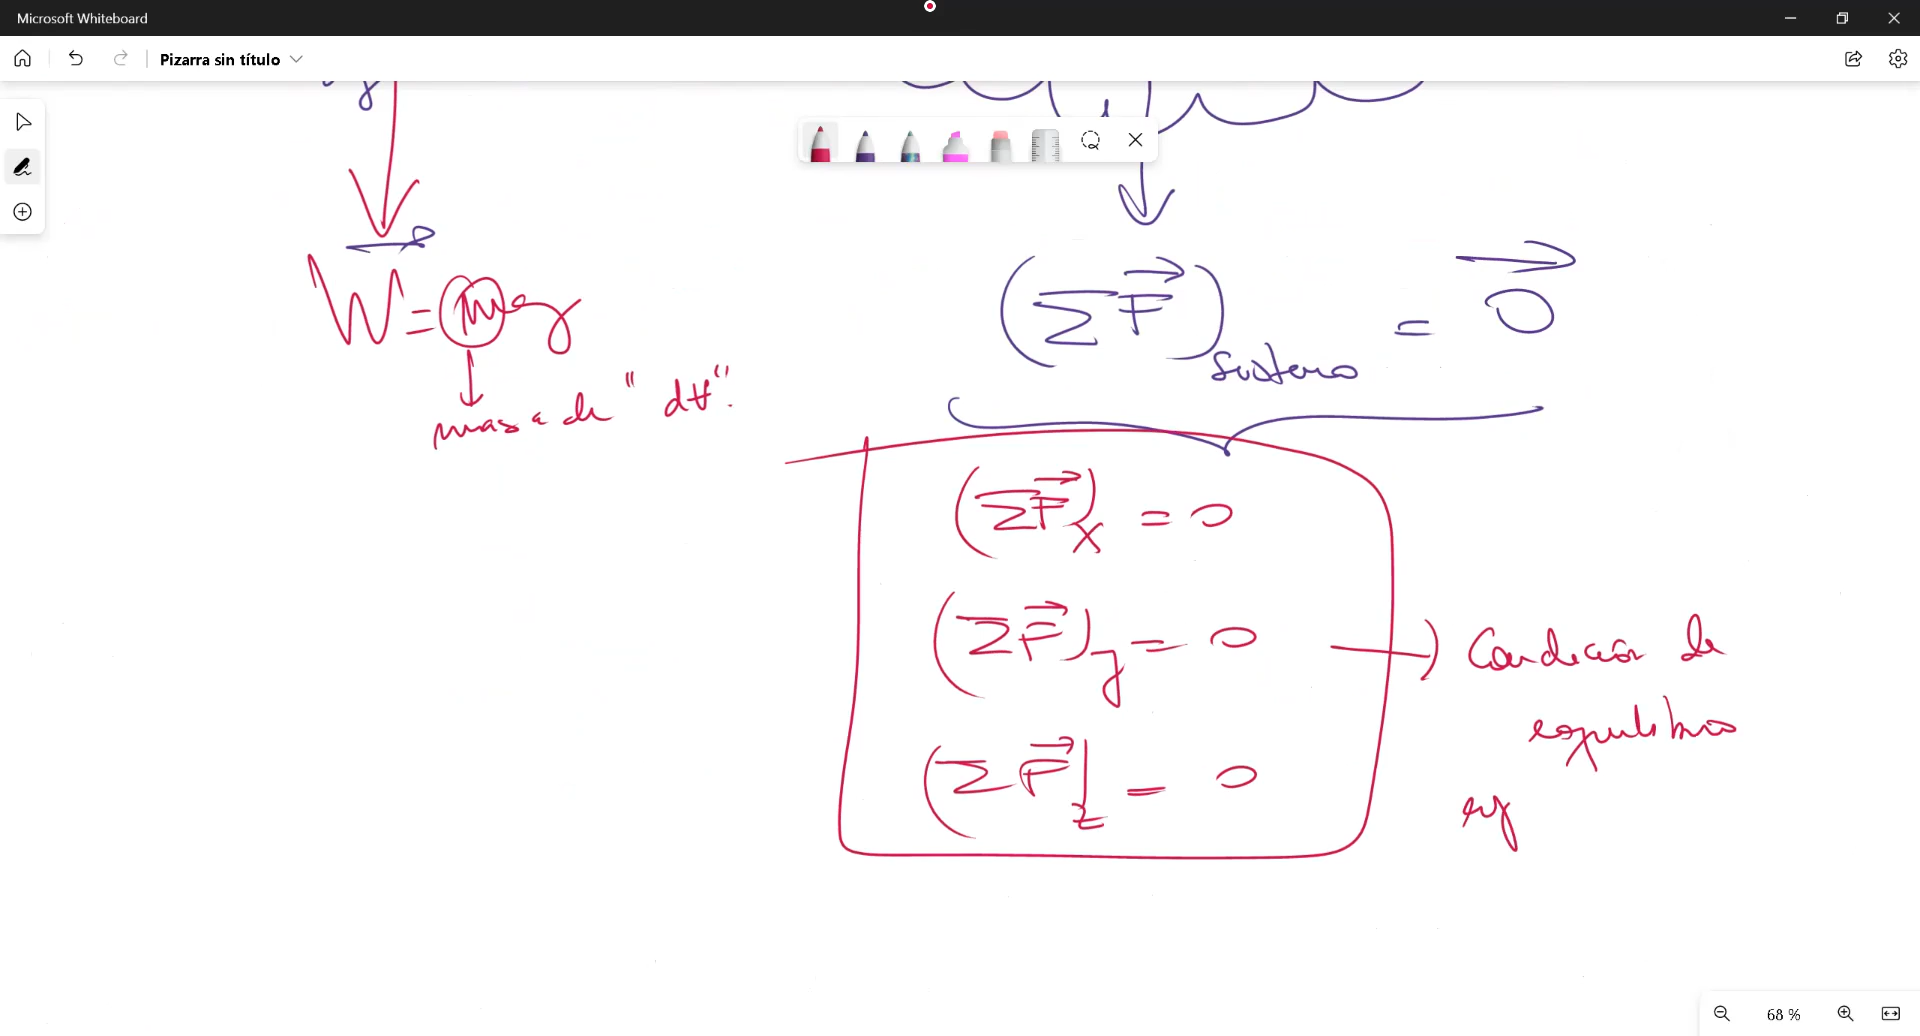 Microsoft Whiteboard
Pizarra sin título
W = mg
masa de "dV".
(ΣF)sistema = 0
(ΣF)x = 0
(ΣF)y = 0
(ΣF)z = 0
→ Condición de
equilibrio
68 %